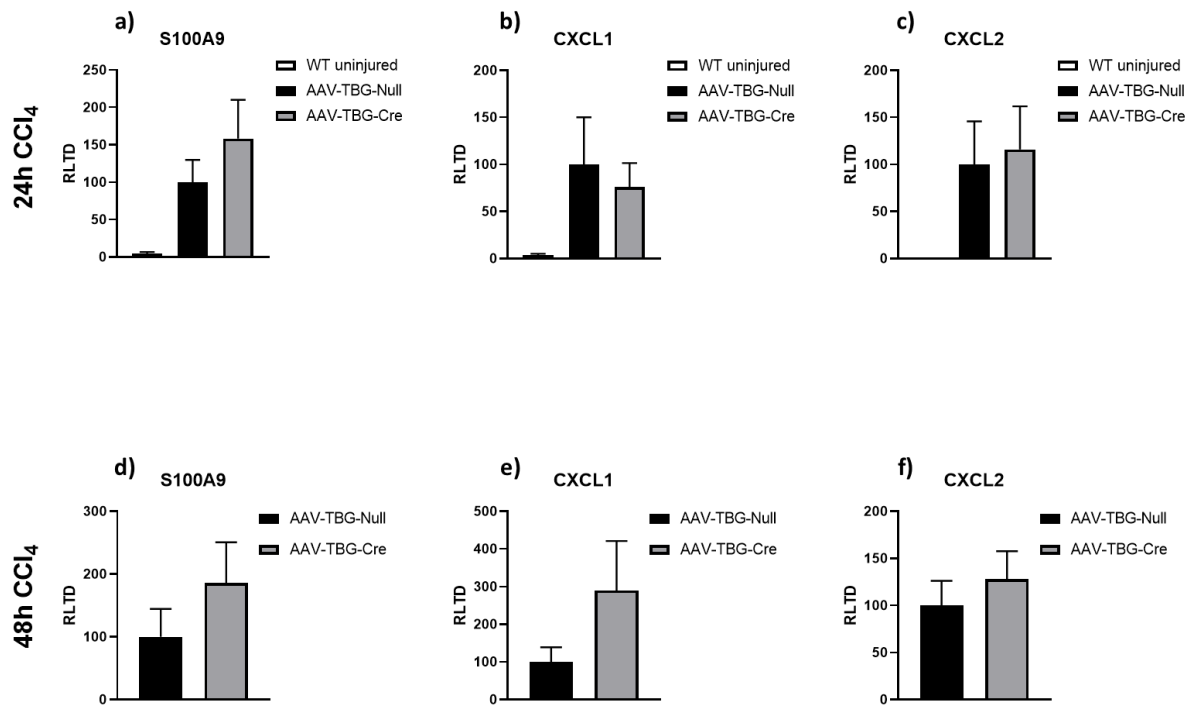 a)
S100A9
250
200
150
100
50
0
RLTD
WT uninjured
AAV-TBG-Null
AAV-TBG-Cre
b)
CXCL1
200
150
100
50
0
RLTD
WT uninjured
AAV-TBG-Null
AAV-TBG-Cre
c)
CXCL2
200
150
100
50
0
RLTD
WT uninjured
AAV-TBG-Null
AAV-TBG-Cre
24h CCl4
d)
S100A9
300
200
100
0
RLTD
AAV-TBG-Null
AAV-TBG-Cre
e)
CXCL1
500
400
300
200
100
0
RLTD
AAV-TBG-Null
AAV-TBG-Cre
f)
CXCL2
200
150
100
50
0
RLTD
AAV-TBG-Null
AAV-TBG-Cre
48h CCl4